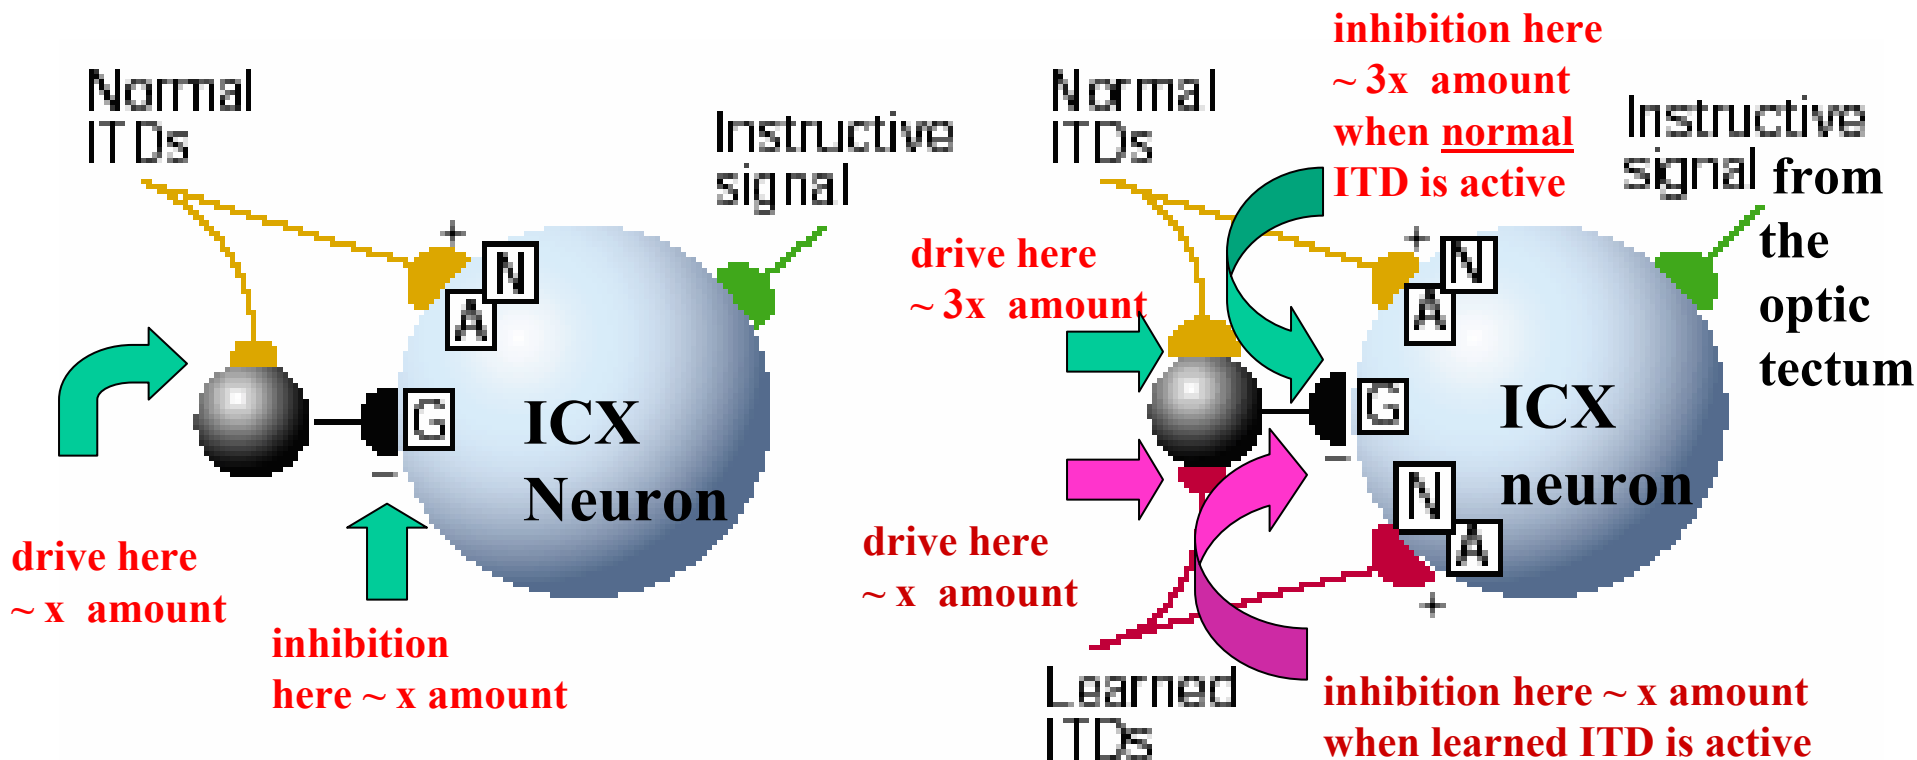 Normal
ITDs
Instructive
signal
+
N
A
G
−
ICX
Neuron
drive here
~ x amount
inhibition
here ~ x amount
inhibition here
~ 3x amount
when normal
ITD is active
Normal
ITDs
Instructive
signal from
the
optic
tectum
drive here
~ 3x amount
+
N
A
G
−
ICX
neuron
N
A
+
drive here
~ x amount
Learned
ITDs
inhibition here ~ x amount
when learned ITD is active